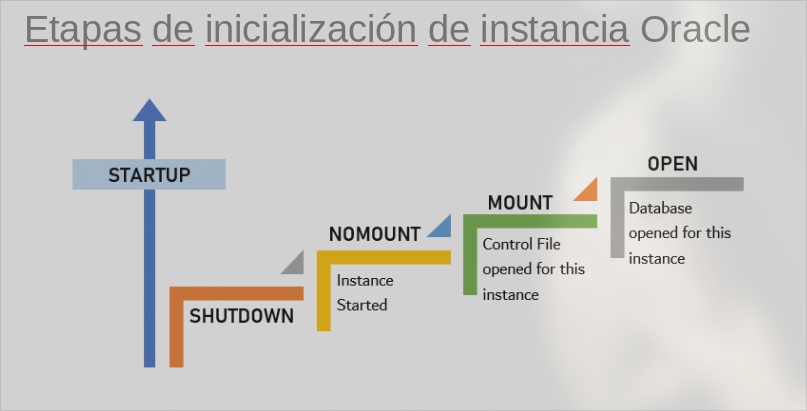 Etapas de inicialización de instancia Oracle
STARTUP
SHUTDOWN
NOMOUNT
Instance
Started
MOUNT
Control File
opened for this
instance
OPEN
Database
opened for this
instance